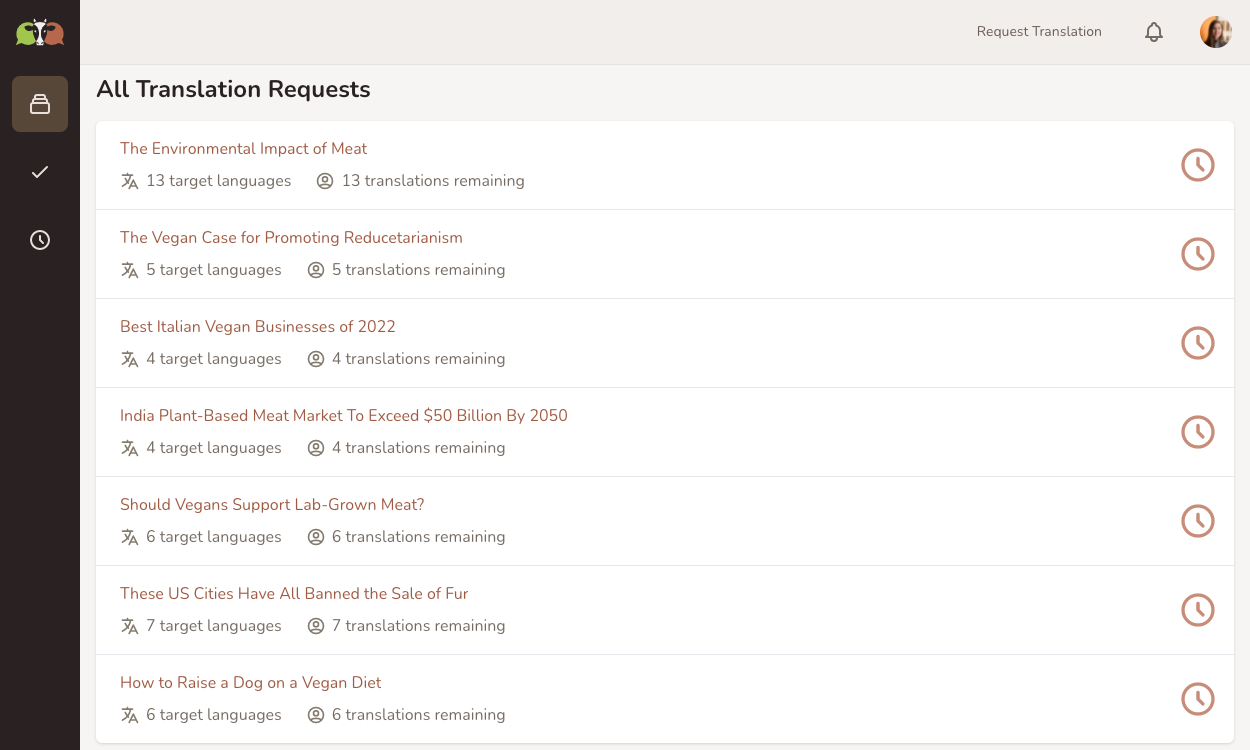 Request Translation
All Translation Requests
The Environmental Impact of Meat
13 target languages 13 translations remaining
The Vegan Case for Promoting Reducetarianism
5 target languages 5 translations remaining
Best Italian Vegan Businesses of 2022
4 target languages 4 translations remaining
India Plant-Based Meat Market To Exceed $50 Billion By 2050
4 target languages 4 translations remaining
Should Vegans Support Lab-Grown Meat?
6 target languages 6 translations remaining
These US Cities Have All Banned the Sale of Fur
7 target languages 7 translations remaining
How to Raise a Dog on a Vegan Diet
6 target languages 6 translations remaining